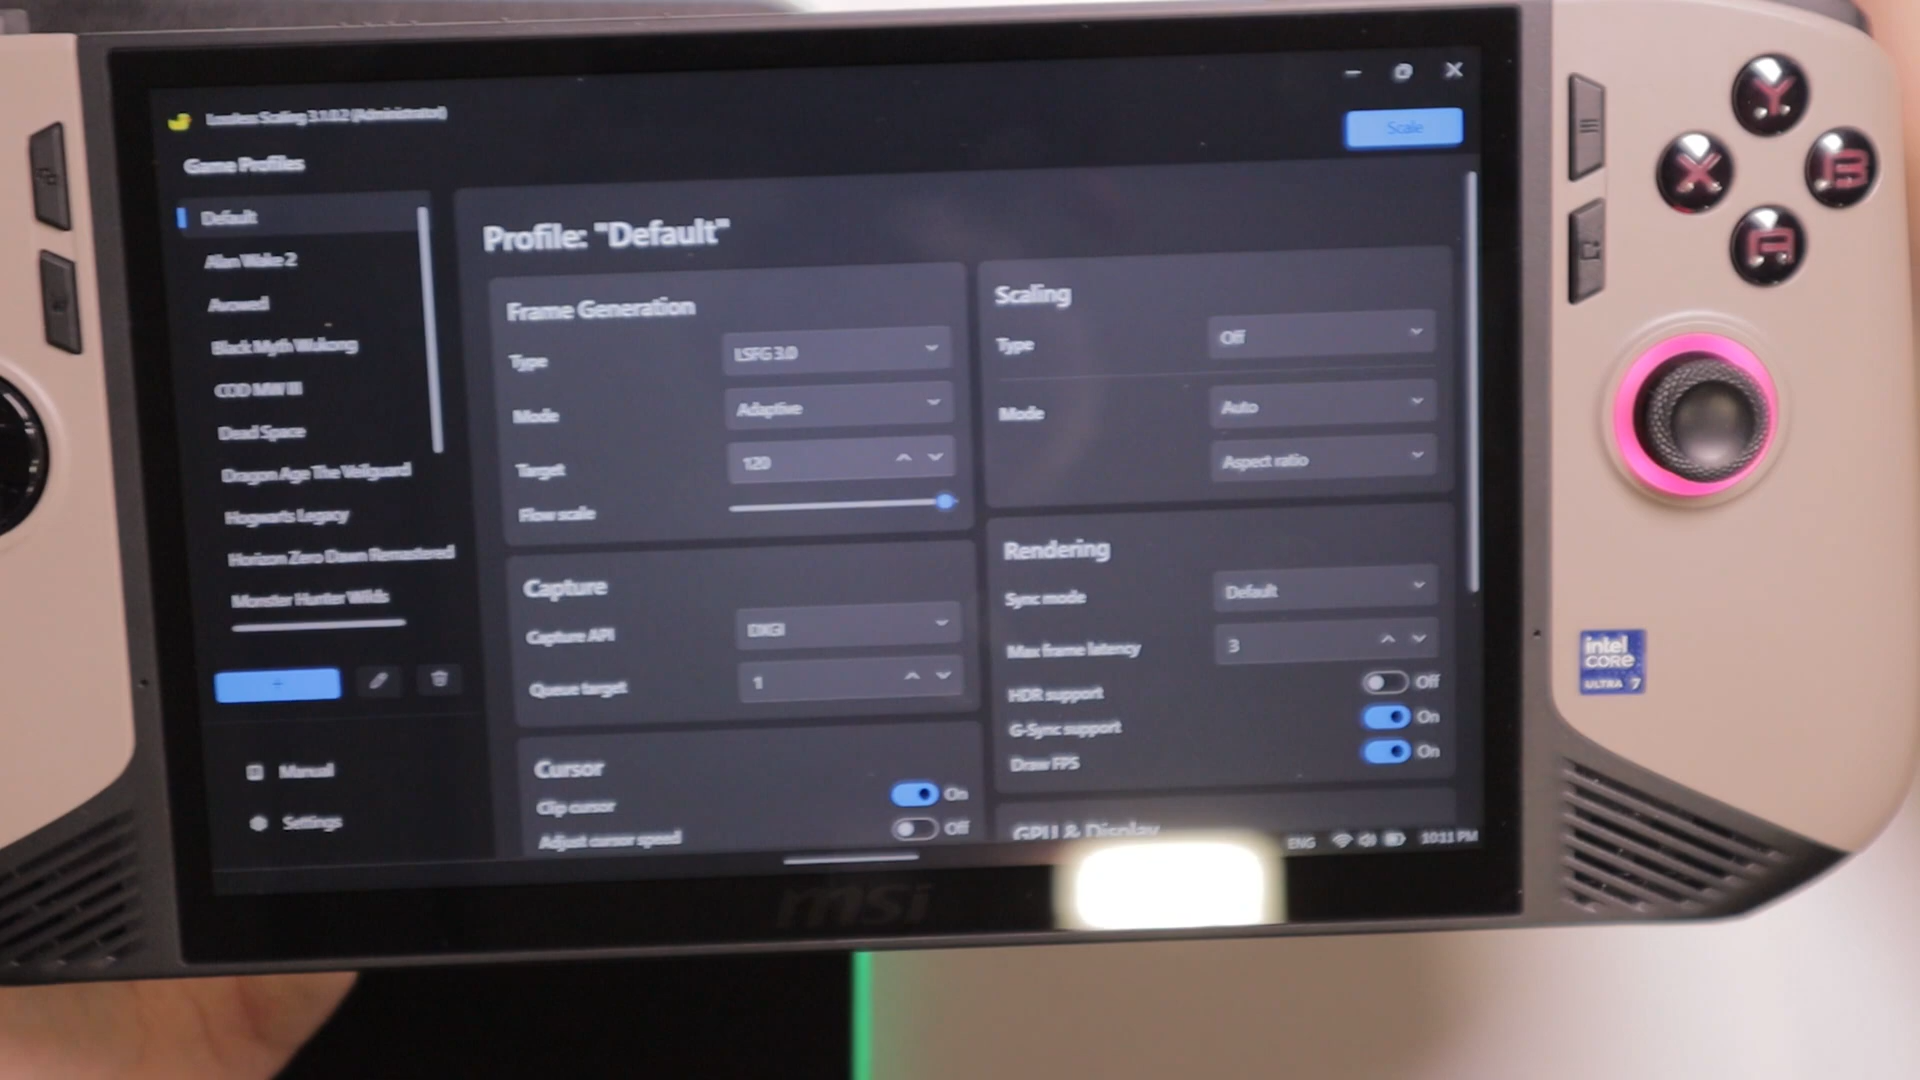 Lossless Scaling 3.1.0.2 (Administrator)
Scale
Game Profiles
Default
Alan Wake 2
Avowed
Black Myth Wukong
COD MW III
Dead Space
Dragon Age The Veilguard
Hogwarts Legacy
Horizon Zero Dawn Remastered
Monster Hunter Wilds
Manual
Settings
Profile: "Default"
Frame Generation
Type LSFG 3.0
Mode Adaptive
Target 120
Flow scale
Capture
Capture API DXGI
Queue target 1
Cursor
Clip cursor On
Adjust cursor speed Off
Scaling
Type Off
Mode Auto
Aspect ratio
Rendering
Sync mode Default
Max frame latency 3
HDR support Off
G-Sync support On
Draw FPS On
GPU & Display
ENG 10:11 PM
msi
Y
X
B
A
intel
CORE
ULTRA 7